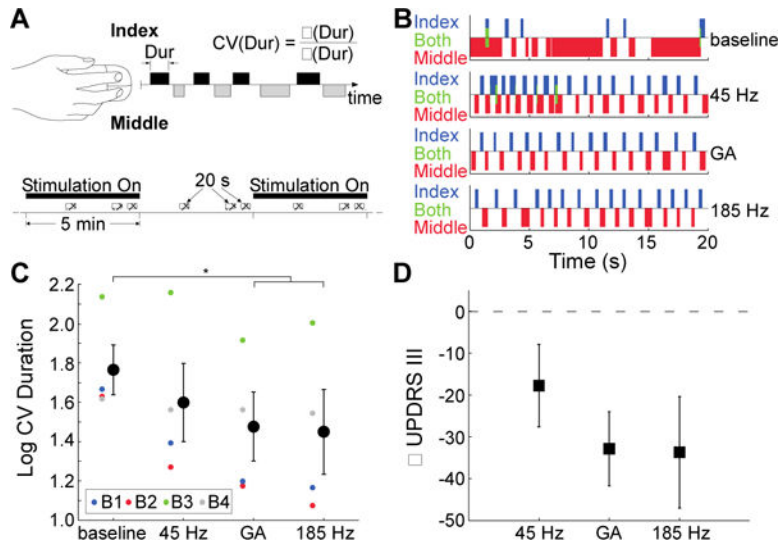 A
Index
Dur
CV(Dur) = □(Dur)
□(Dur)
time
Middle
Stimulation On
20 s
Stimulation On
5 min
B
Index
Both
Middle
baseline
Index
Both
Middle
45 Hz
Index
Both
Middle
GA
Index
Both
Middle
185 Hz
0 5 10 15 20
Time (s)
C
Log CV Duration
2.2
2.0
1.8
1.6
1.4
1.2
1.0
*
B1 B2 B3 B4
baseline 45 Hz GA 185 Hz
D
□ UPDRS III
0
-10
-20
-30
-40
-50
45 Hz GA 185 Hz